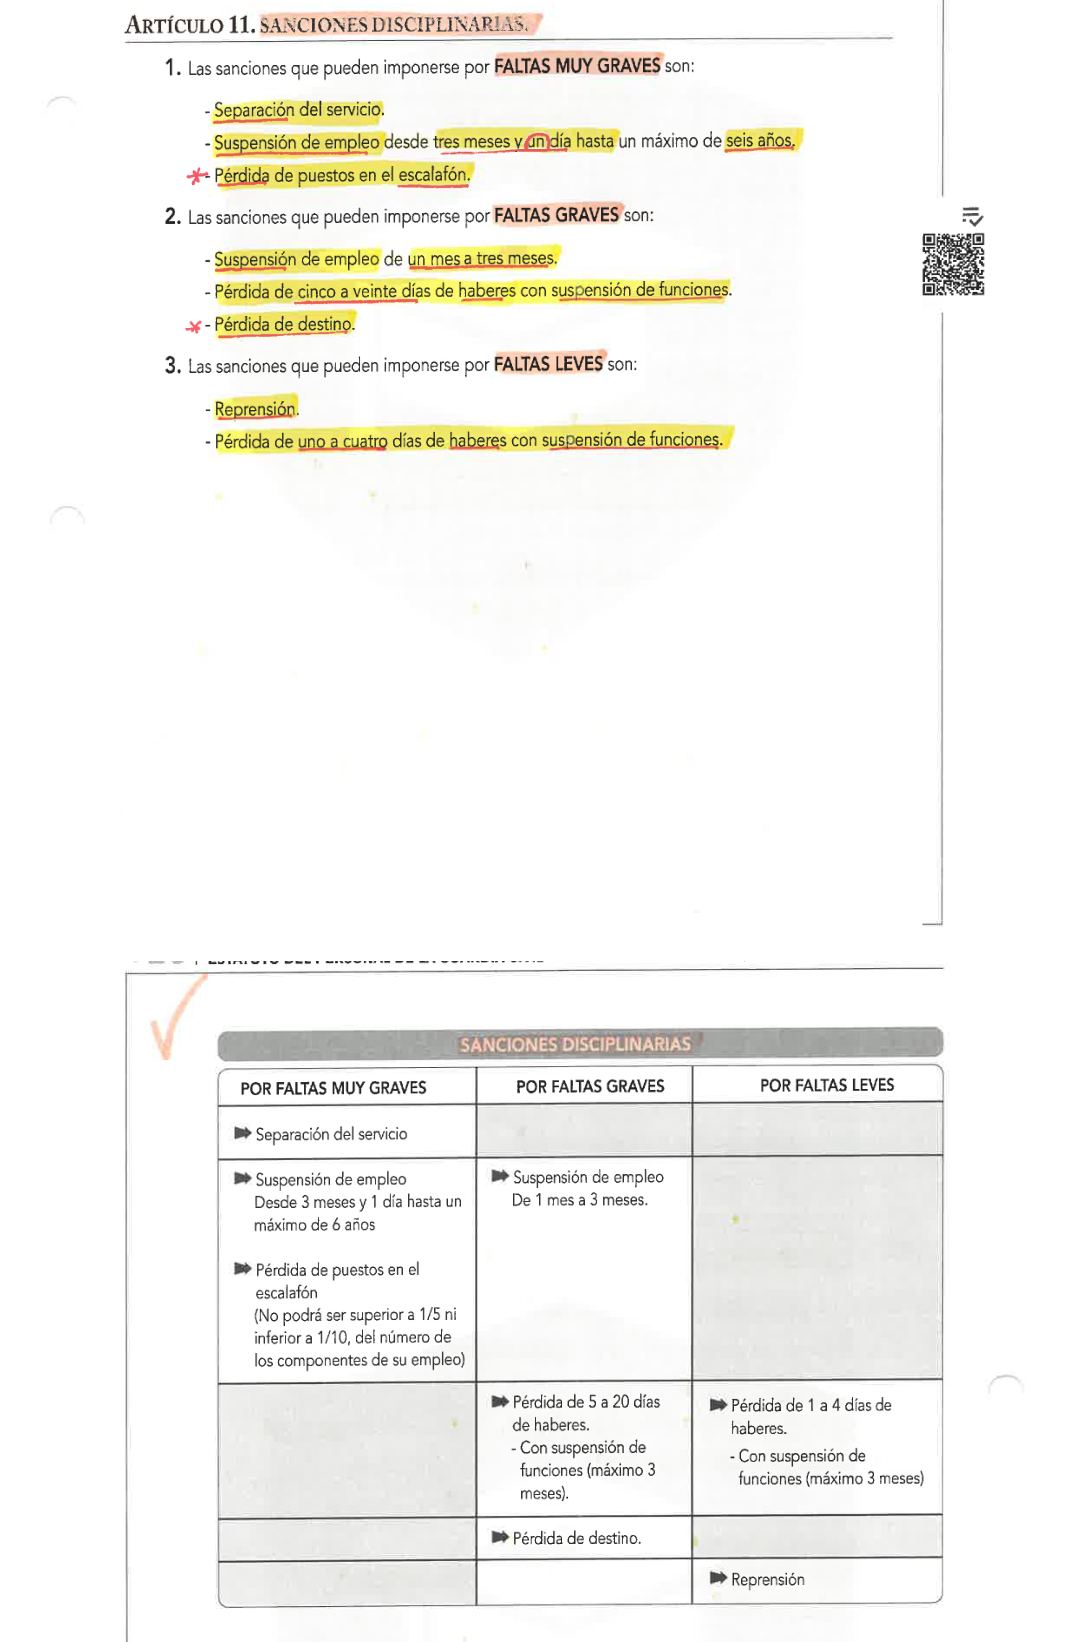 ARTÍCULO 11. SANCIONES DISCIPLINARIAS.
1. Las sanciones que pueden imponerse por FALTAS MUY GRAVES son:
- Separación del servicio.
- Suspensión de empleo desde tres meses y un día hasta un máximo de seis años.
- Pérdida de puestos en el escalafón.
2. Las sanciones que pueden imponerse por FALTAS GRAVES son:
- Suspensión de empleo de un mes a tres meses.
- Pérdida de cinco a veinte días de haberes con suspensión de funciones.
- Pérdida de destino.
3. Las sanciones que pueden imponerse por FALTAS LEVES son:
- Reprensión.
- Pérdida de uno a cuatro días de haberes con suspensión de funciones.
SANCIONES DISCIPLINARIAS
POR FALTAS MUY GRAVES POR FALTAS GRAVES POR FALTAS LEVES
Separación del servicio
Suspensión de empleo
Desde 3 meses y 1 día hasta un
máximo de 6 años
Pérdida de puestos en el
escalafón
(No podrá ser superior a 1/5 ni
inferior a 1/10, del número de
los componentes de su empleo)
Suspensión de empleo
De 1 mes a 3 meses.
Pérdida de 5 a 20 días
de haberes.
- Con suspensión de
funciones (máximo 3
meses).
Pérdida de 1 a 4 días de
haberes.
- Con suspensión de
funciones (máximo 3 meses)
Pérdida de destino.
Reprensión